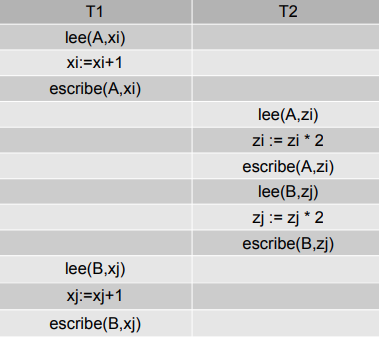 T1 T2
lee(A,xi)
xi:=xi+1
escribe(A,xi)
lee(A,zi)
zi := zi * 2
escribe(A,zi)
lee(B,zj)
zj := zj * 2
escribe(B,zj)
lee(B,xj)
xj:=xj+1
escribe(B,xj)